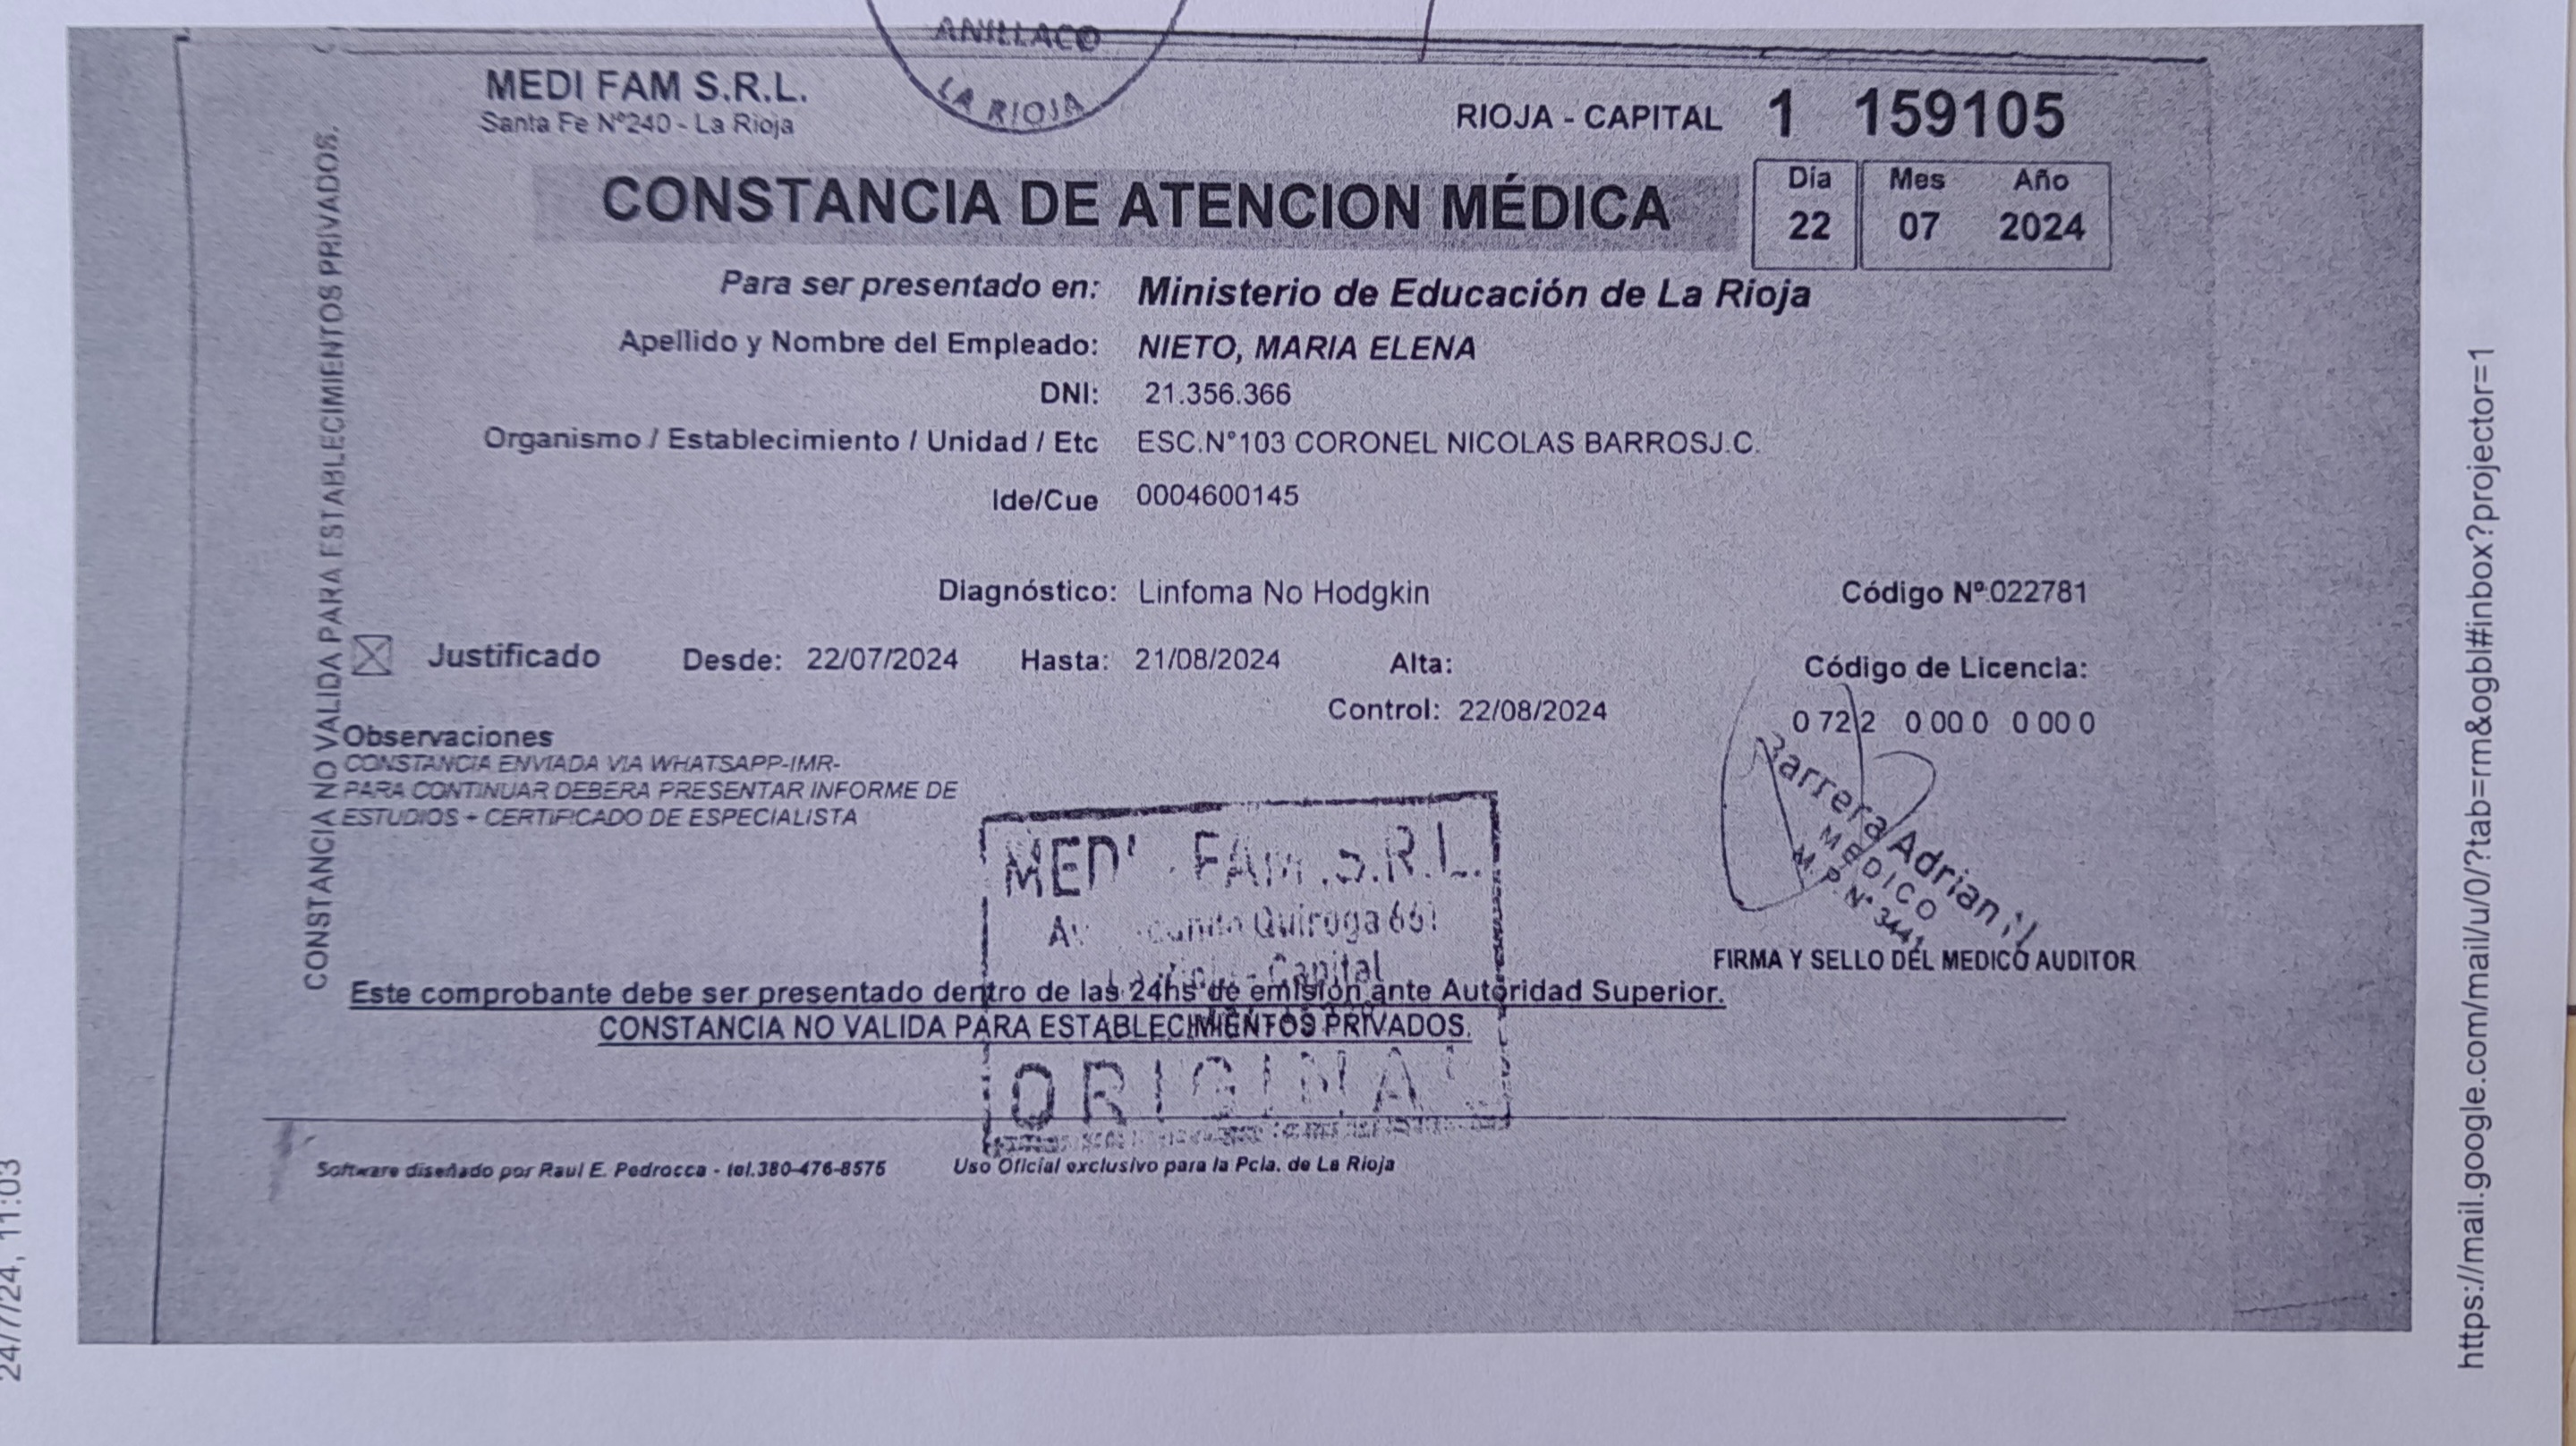 ANILLACO
LA RIOJA
MEDI FAM S.R.L.
Santa Fe Nº240 - La Rioja
RIOJA - CAPITAL 1 159105
CONSTANCIA DE ATENCION MÉDICA
Día Mes Año
22 07 2024
Para ser presentado en: Ministerio de Educación de La Rioja
Apellido y Nombre del Empleado: NIETO, MARIA ELENA
DNI: 21.356.366
Organismo / Establecimiento / Unidad / Etc ESC.N°103 CORONEL NICOLAS BARROSJ.C.
Ide/Cue 0004600145
Diagnóstico: Linfoma No Hodgkin
Código Nº:022781
Justificado Desde: 22/07/2024 Hasta: 21/08/2024 Alta:
Código de Licencia:
Control: 22/08/2024
0 72 2 0 00 0 0 00 0
Observaciones
CONSTANCIA ENVIADA VIA WHATSAPP-IMR-
PARA CONTINUAR DEBERA PRESENTAR INFORME DE
ESTUDIOS + CERTIFICADO DE ESPECIALISTA
Barrera Adrian
MEDICO
M.P. N° 3441
FIRMA Y SELLO DEL MEDICO AUDITOR
FAM S.R.L.
Quiroga 661
Capital
Este comprobante debe ser presentado dentro de las 24hs de emisión ante Autoridad Superior.
CONSTANCIA NO VALIDA PARA ESTABLECIMIENTOS PRIVADOS.
ORIGINAL
Software diseñado por Raul E. Pedrocca - tel.380-476-8575
Uso Oficial exclusivo para la Pcia. de La Rioja
CONSTANCIA NO VALIDA PARA ESTABLECIMIENTOS PRIVADOS.
24/7/24, 11:03
https://mail.google.com/mail/u/0/?tab=rm&ogbl#inbox?projector=1